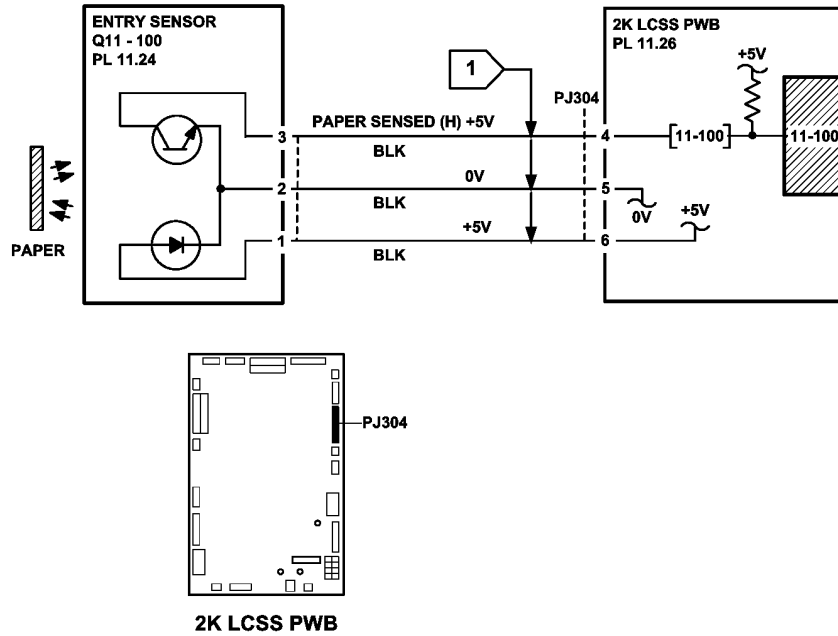 ENTRY SENSOR
Q11 - 100
PL 11.24
2K LCSS PWB
PL 11.26
+5V
1
PJ304
3 PAPER SENSED (H) +5V 4 [11-100] 11-100
BLK
2 0V 5
BLK
0V
+5V
1 +5V 6
BLK
PAPER
PJ304
2K LCSS PWB